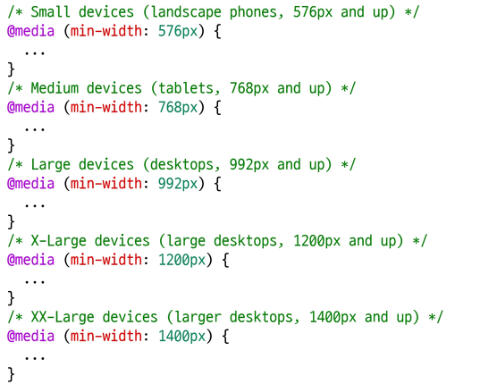 /* Small devices (landscape phones, 576px and up) */
@media (min-width: 576px) {
  ...
}
/* Medium devices (tablets, 768px and up) */
@media (min-width: 768px) {
  ...
}
/* Large devices (desktops, 992px and up) */
@media (min-width: 992px) {
  ...
}
/* X-Large devices (large desktops, 1200px and up) */
@media (min-width: 1200px) {
  ...
}
/* XX-Large devices (larger desktops, 1400px and up) */
@media (min-width: 1400px) {
  ...
}